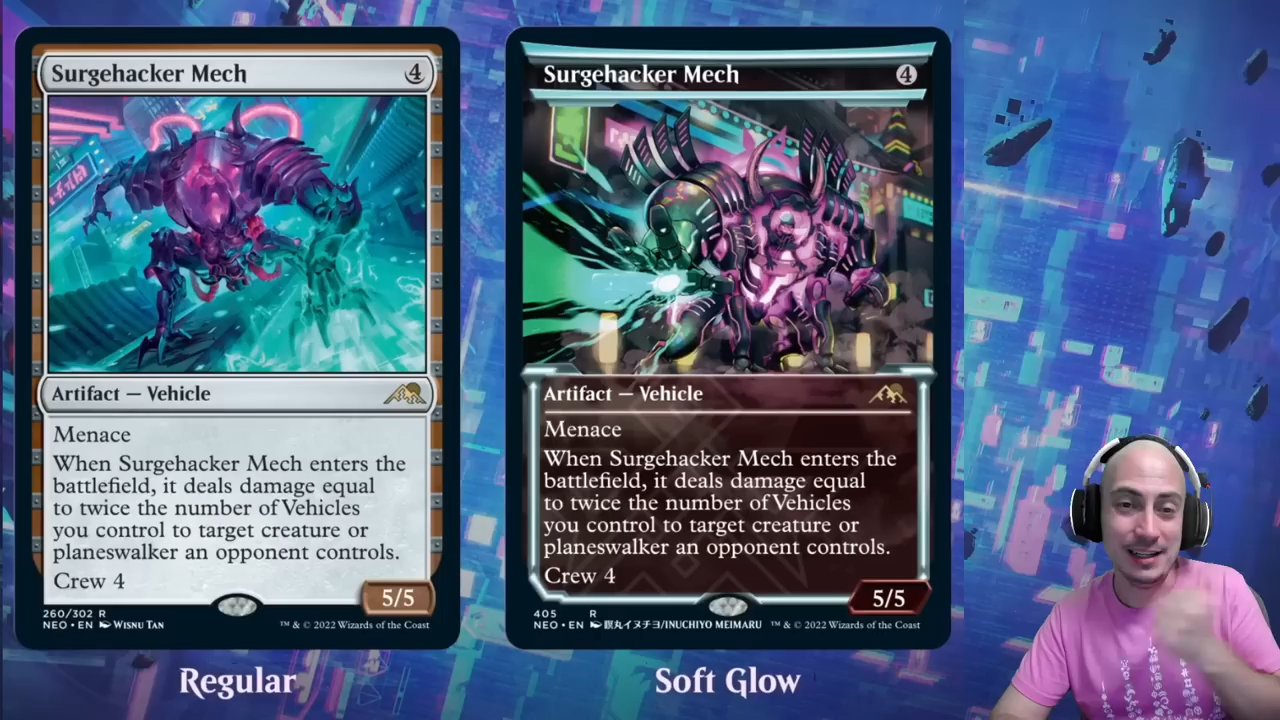 Surgehacker Mech 4
Artifact — Vehicle
Menace
When Surgehacker Mech enters the
battlefield, it deals damage equal
to twice the number of Vehicles
you control to target creature or
planeswalker an opponent controls.
Crew 4
5/5
260/302 R
NEO • EN Wisnu Tan
™ & © 2022 Wizards of the Coast
Regular
Surgehacker Mech 4
Artifact — Vehicle
Menace
When Surgehacker Mech enters the
battlefield, it deals damage equal
to twice the number of Vehicles
you control to target creature or
planeswalker an opponent controls.
Crew 4
5/5
405 R
NEO • EN イヌチヨ/INUCHIYO MEIMARU
™ & © 2022 Wizards of the Coast
Soft Glow